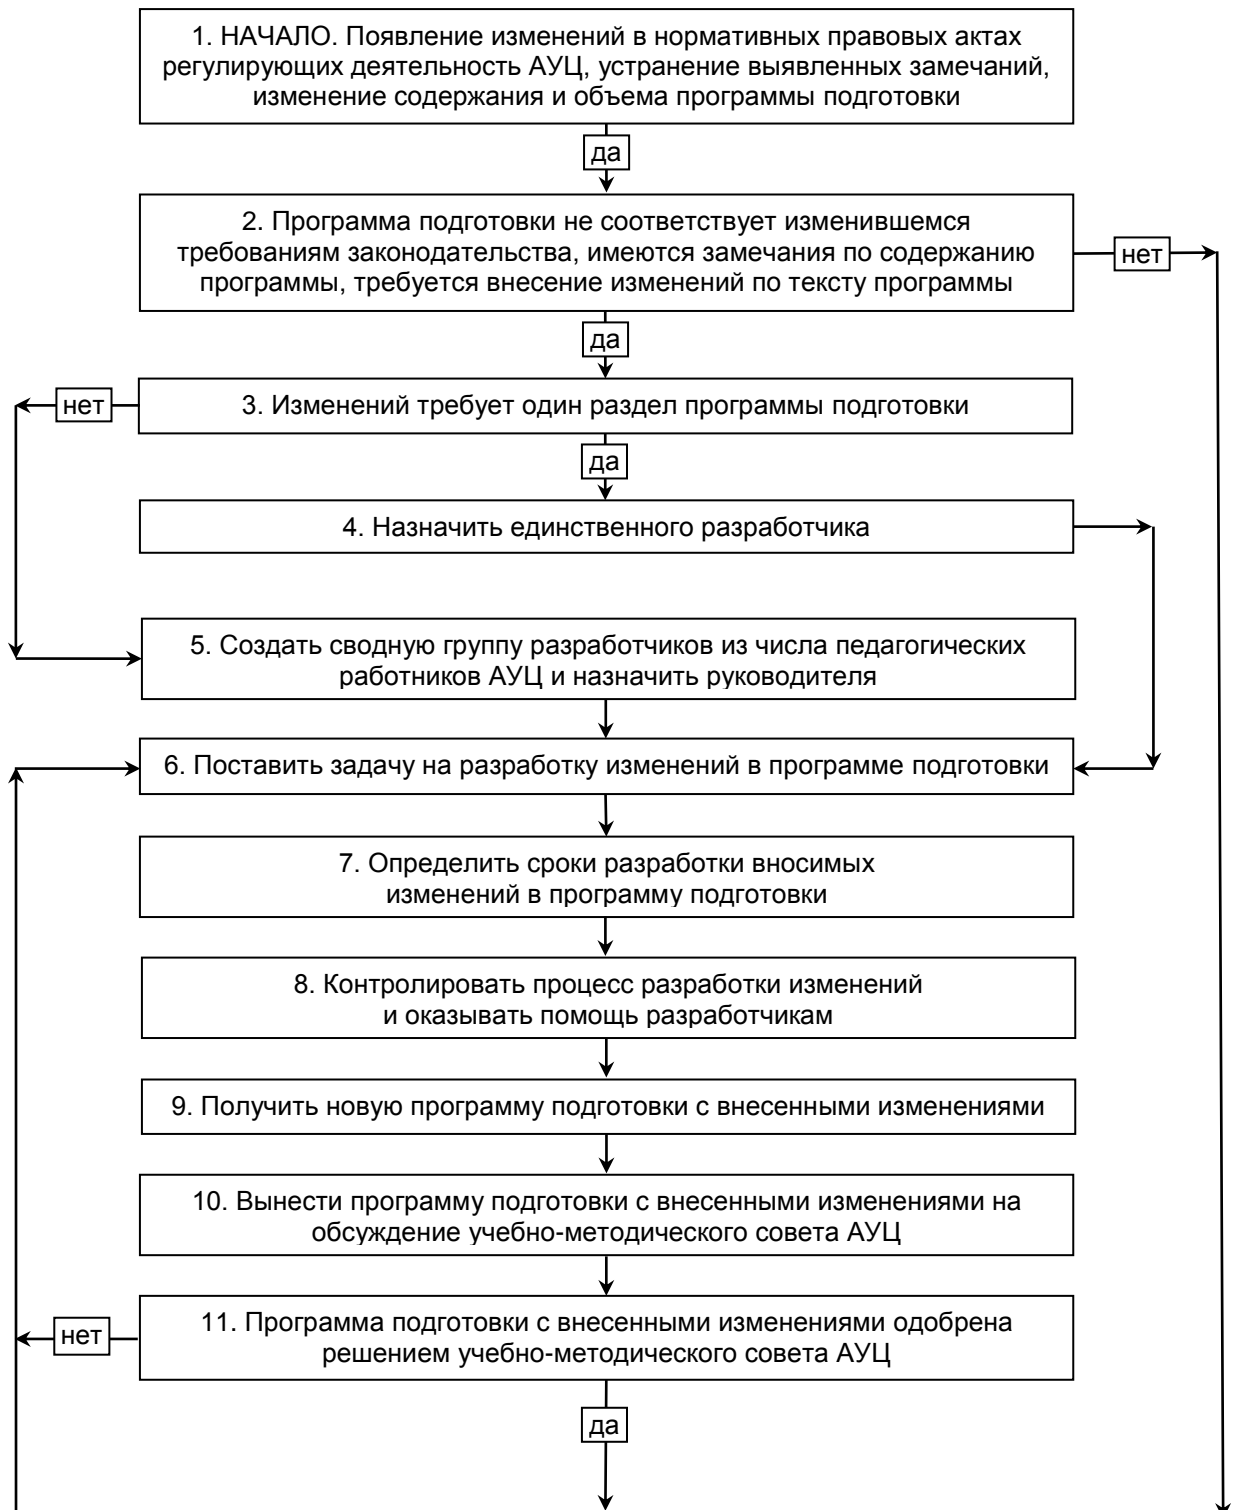 1. НАЧАЛО. Появление изменений в нормативных правовых актах
регулирующих деятельность АУЦ, устранение выявленных замечаний,
изменение содержания и объема программы подготовки
да
2. Программа подготовки не соответствует изменившемся
требованиям законодательства, имеются замечания по содержанию
программы, требуется внесение изменений по тексту программы
нет
да
нет
3. Изменений требует один раздел программы подготовки
да
4. Назначить единственного разработчика
5. Создать сводную группу разработчиков из числа педагогических
работников АУЦ и назначить руководителя
6. Поставить задачу на разработку изменений в программе подготовки
7. Определить сроки разработки вносимых
изменений в программу подготовки
8. Контролировать процесс разработки изменений
и оказывать помощь разработчикам
9. Получить новую программу подготовки с внесенными изменениями
10. Вынести программу подготовки с внесенными изменениями на
обсуждение учебно-методического совета АУЦ
нет
11. Программа подготовки с внесенными изменениями одобрена
решением учебно-методического совета АУЦ
да